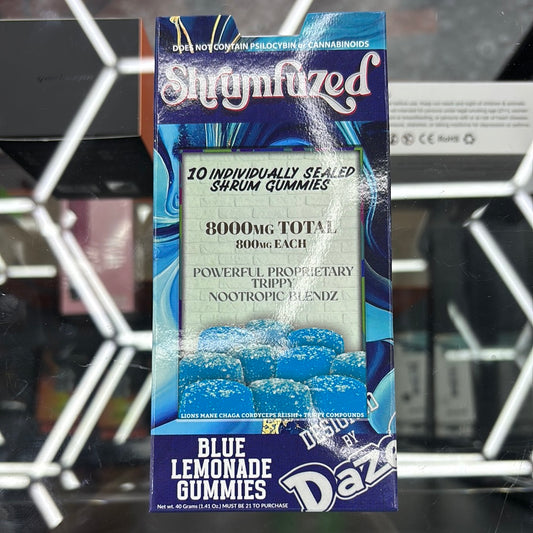 DOES NOT CONTAIN PSILOCYBIN or CANNABINOIDS
Shrumfuzed
10 INDIVIDUALLY SEALED
SHRUM GUMMIES
8000MG TOTAL
800MG EACH
POWERFUL PROPRIETARY
TRIPPY
NOOTROPIC BLENDZ
LIONS MANE CHAGA CORDYCEPS REISHI + TRIPPY COMPOUNDS
BLUE
LEMONADE
GUMMIES
DESIGNED
BY
Daze
Net wt. 40 Grams (1.41 Oz.) MUST BE 21 TO PURCHASE
CE RoHS